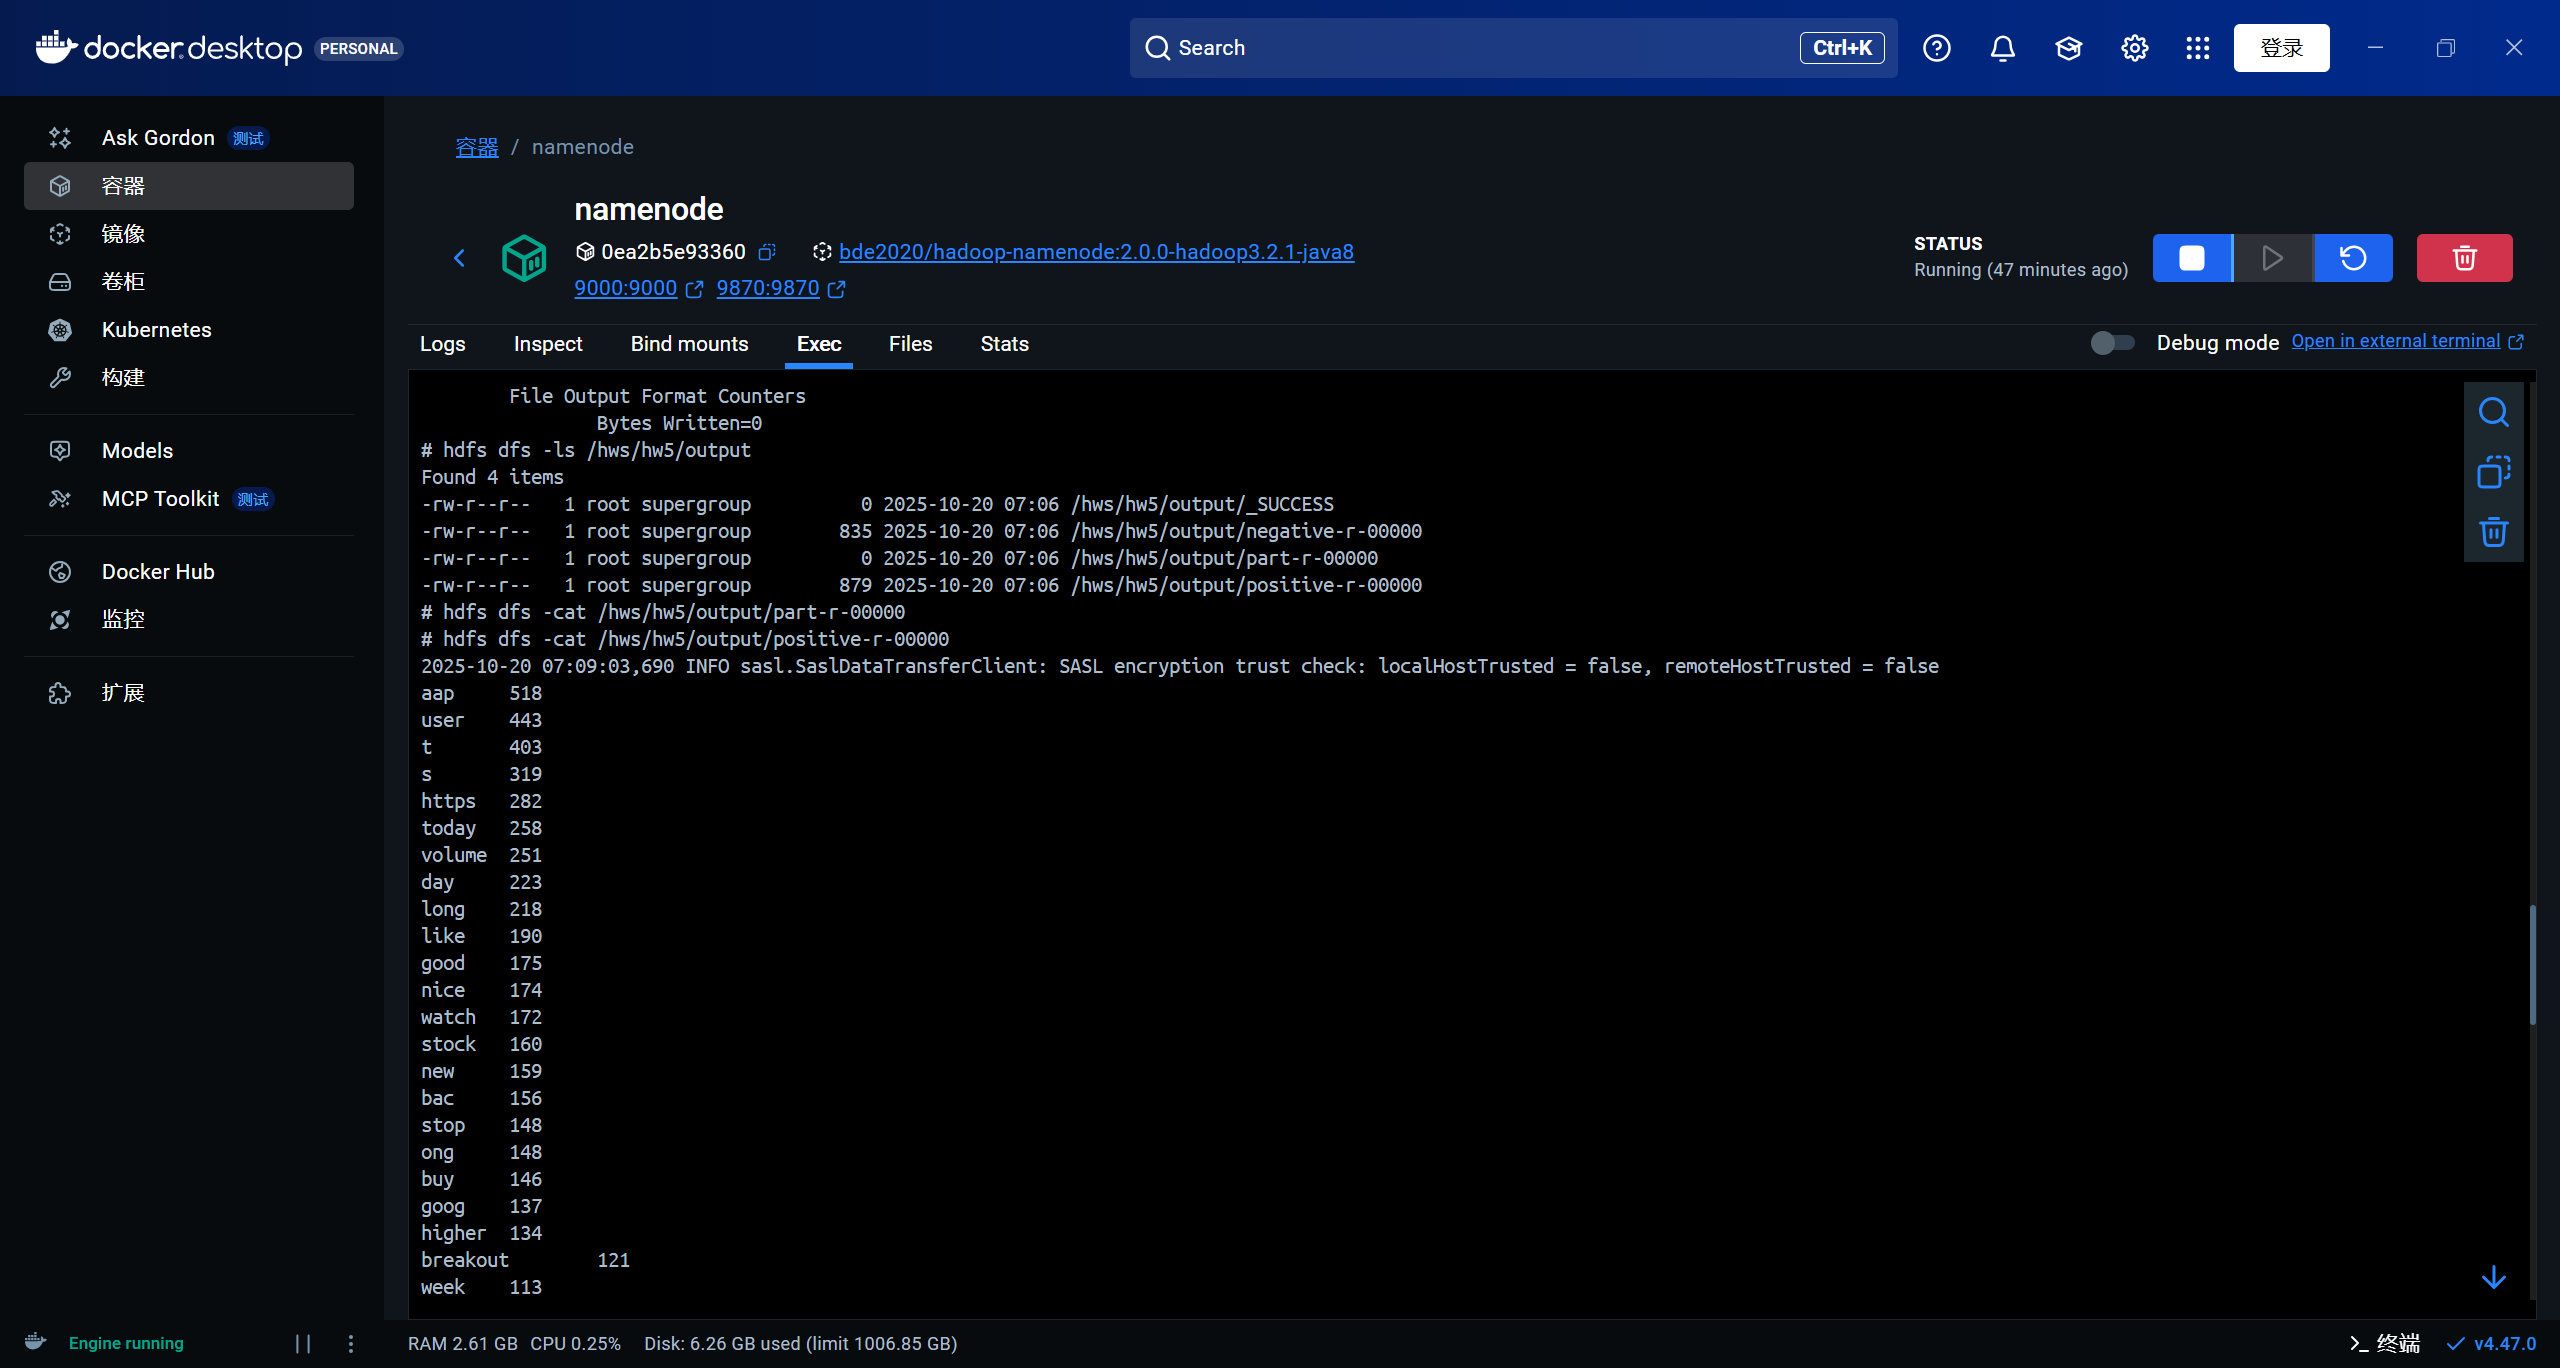 docker.desktop PERSONAL
Search Ctrl+K
登录
Ask Gordon 测试
容器
镜像
卷柜
Kubernetes
构建
Models
MCP Toolkit 测试
Docker Hub
监控
扩展
容器 / namenode
namenode
0ea2b5e93360 bde2020/hadoop-namenode:2.0.0-hadoop3.2.1-java8
9000:9000 9870:9870
STATUS
Running (47 minutes ago)
Logs Inspect Bind mounts Exec Files Stats
Debug mode Open in external terminal
File Output Format Counters
Bytes Written=0
# hdfs dfs -ls /hws/hw5/output
Found 4 items
-rw-r--r--   1 root supergroup          0 2025-10-20 07:06 /hws/hw5/output/_SUCCESS
-rw-r--r--   1 root supergroup        835 2025-10-20 07:06 /hws/hw5/output/negative-r-00000
-rw-r--r--   1 root supergroup          0 2025-10-20 07:06 /hws/hw5/output/part-r-00000
-rw-r--r--   1 root supergroup        879 2025-10-20 07:06 /hws/hw5/output/positive-r-00000
# hdfs dfs -cat /hws/hw5/output/part-r-00000
# hdfs dfs -cat /hws/hw5/output/positive-r-00000
2025-10-20 07:09:03,690 INFO sasl.SaslDataTransferClient: SASL encryption trust check: localHostTrusted = false, remoteHostTrusted = false
aap     518
user    443
t       403
s       319
https   282
today   258
volume  251
day     223
long    218
like    190
good    175
nice    174
watch   172
stock   160
new     159
bac     156
stop    148
ong     148
buy     146
goog    137
higher  134
breakout        121
week    113
Engine running
RAM 2.61 GB CPU 0.25% Disk: 6.26 GB used (limit 1006.85 GB)
>_ 终端
v4.47.0